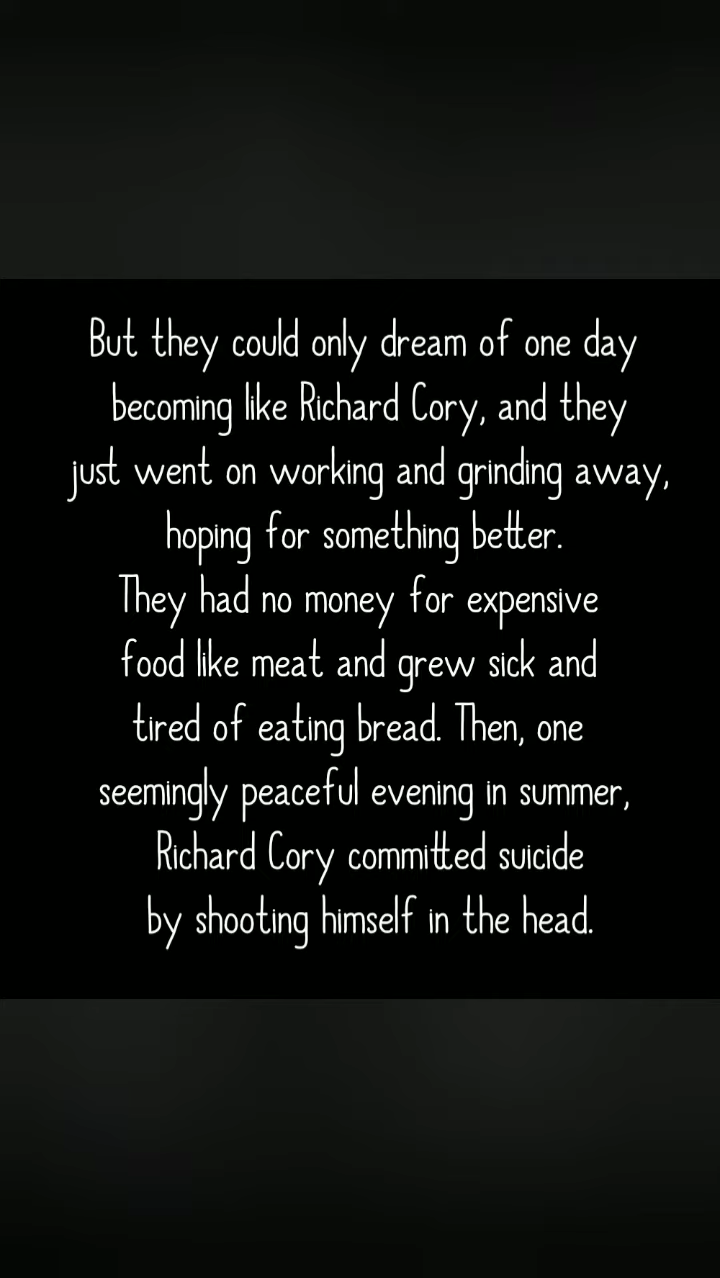 But they could only dream of one day
becoming like Richard Cory, and they
just went on working and grinding away,
hoping for something better.
They had no money for expensive
food like meat and grew sick and
tired of eating bread. Then, one
seemingly peaceful evening in summer,
Richard Cory committed suicide
by shooting himself in the head.